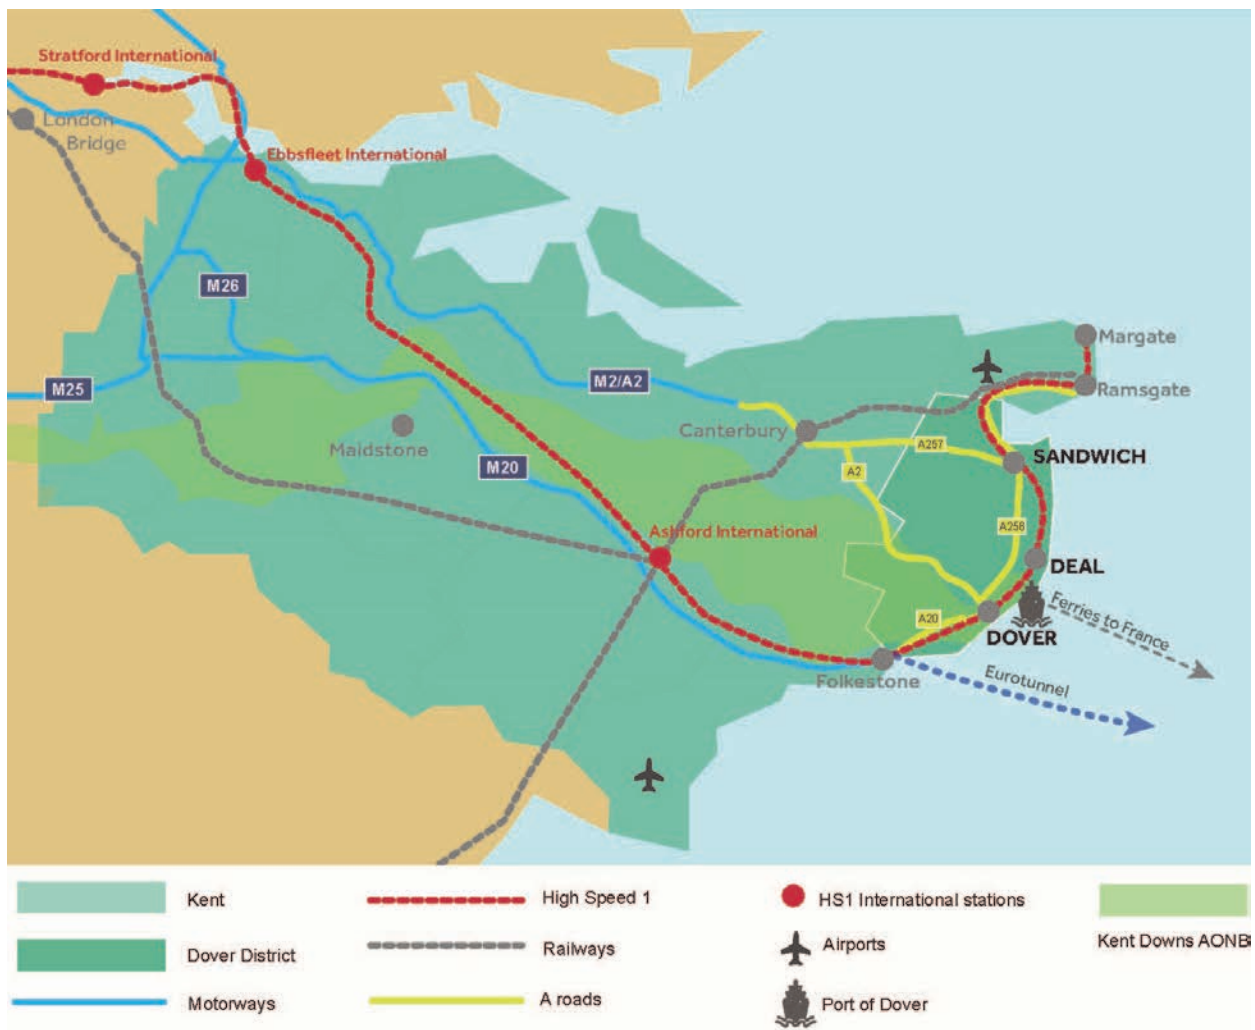 Stratford International
London
Bridge
Ebbsfleet International
M26
M25
M2/A2
Margate
Ramsgate
Canterbury
Maidstone
M20
A257
A2
SANDWICH
A258
Ashford International
DEAL
A20
DOVER
Ferries to France
Folkestone
Eurotunnel
Kent
High Speed 1
HS1 International stations
Kent Downs AONB
Dover District
Railways
Airports
Motorways
A roads
Port of Dover